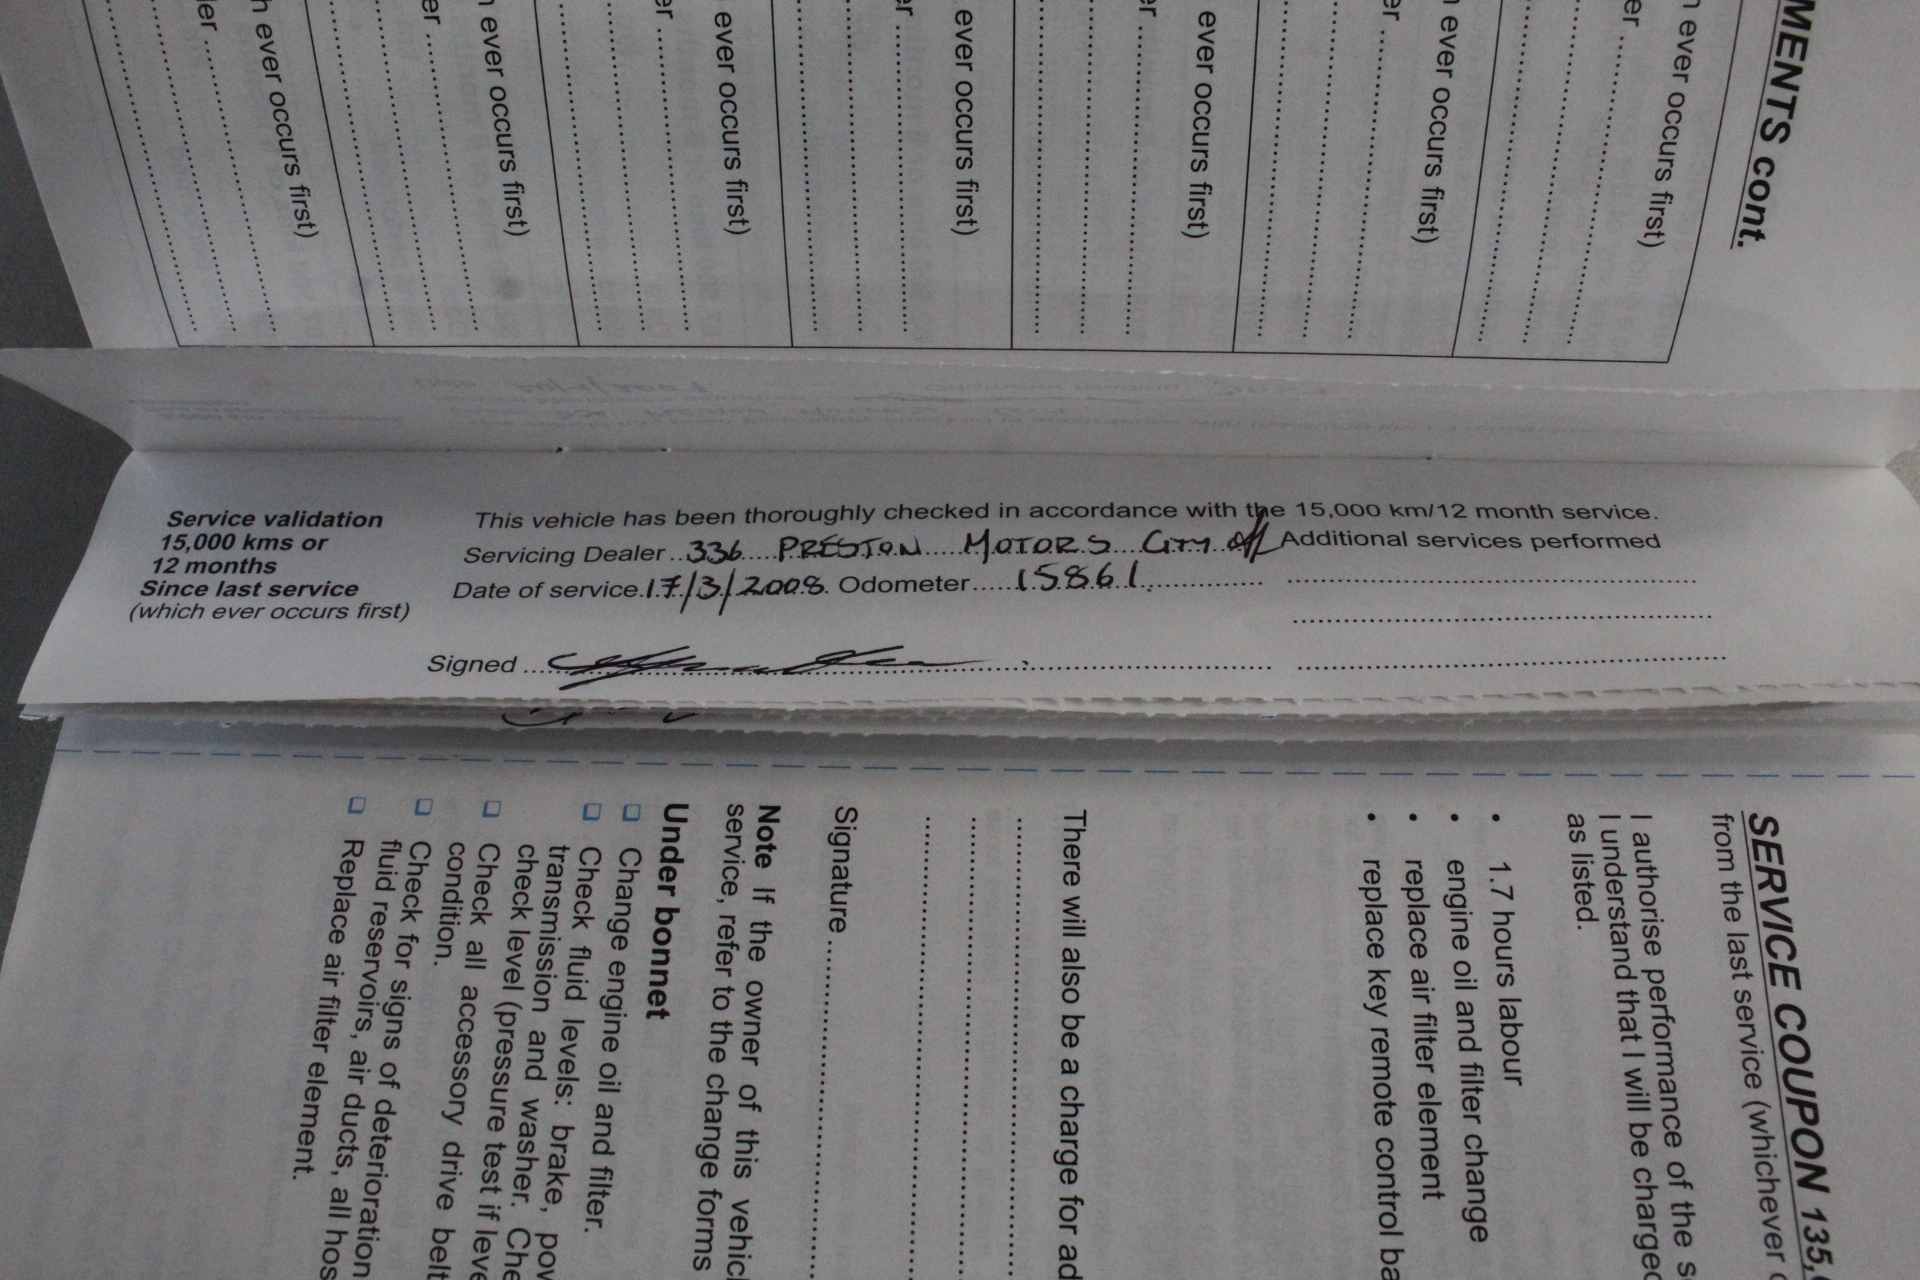 MENTS cont.
ever occurs first)
er
ever occurs first)
er
ever occurs first)
er
ever occurs first)
er
ever occurs first)
er
ever occurs first)
er
h ever occurs first)
ler
Service validation
15,000 kms or
12 months
Since last service
(which ever occurs first)
This vehicle has been thoroughly checked in accordance with the 15,000 km/12 month service.
Servicing Dealer 336 PRESTON MOTORS CITY Additional services performed
Date of service 17/3/2008 Odometer 15861
Signed
SERVICE COUPON 135,
from the last service (whichever
I authorise performance of the s
I understand that I will be charged
as listed.
• 1.7 hours labour
• engine oil and filter change
• replace air filter element
• replace key remote control ba
There will also be a charge for ad
Signature
Note If the owner of this vehicl
service, refer to the change forms
Under bonnet
❏ Change engine oil and filter.
❏ Check fluid levels: brake, pow
transmission and washer. Che
check level (pressure test if leve
❏ Check all accessory drive belt
condition.
❏ Check for signs of deterioration
fluid reservoirs, air ducts, all hos
❏ Replace air filter element.